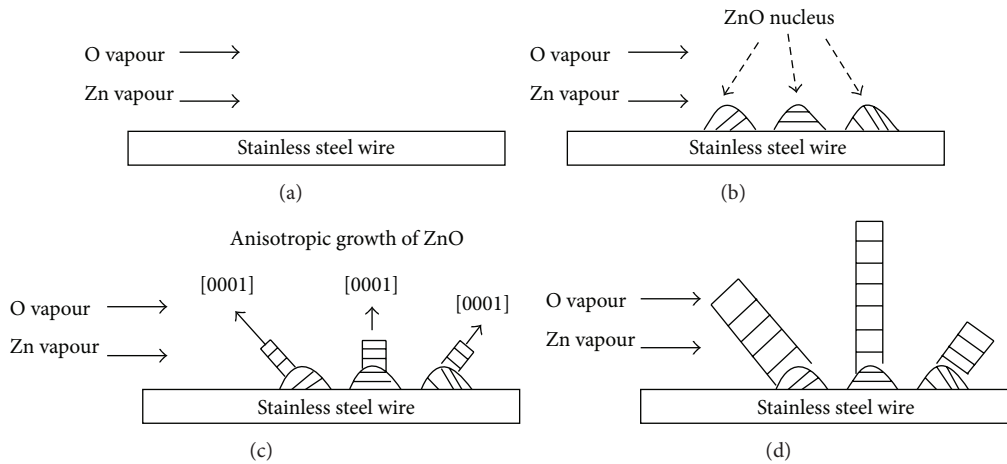 O vapour
Zn vapour
Stainless steel wire
(a)
ZnO nucleus
O vapour
Zn vapour
Stainless steel wire
(b)
Anisotropic growth of ZnO
[0001]
[0001]
[0001]
O vapour
Zn vapour
Stainless steel wire
(c)
O vapour
Zn vapour
Stainless steel wire
(d)